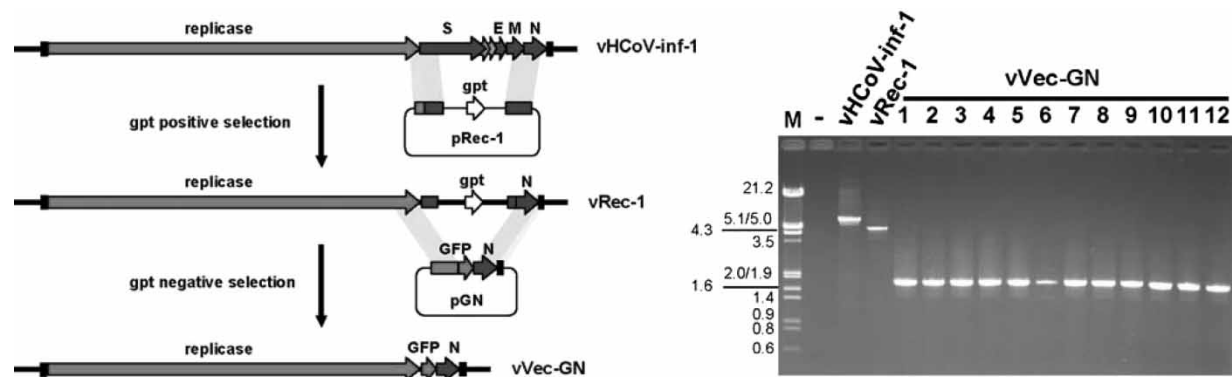 replicase
S
E M N
vHCoV-inf-1
gpt
gpt positive selection
pRec-1
replicase
gpt
N
vRec-1
GFP N
gpt negative selection
pGN
replicase
GFP N
vVec-GN
vHCoV-inf-1
vRec-1
vVec-GN
M - 1 2 3 4 5 6 7 8 9 10 11 12
21.2
5.1/5.0
4.3
3.5
2.0/1.9
1.6
1.4
0.9
0.8
0.6